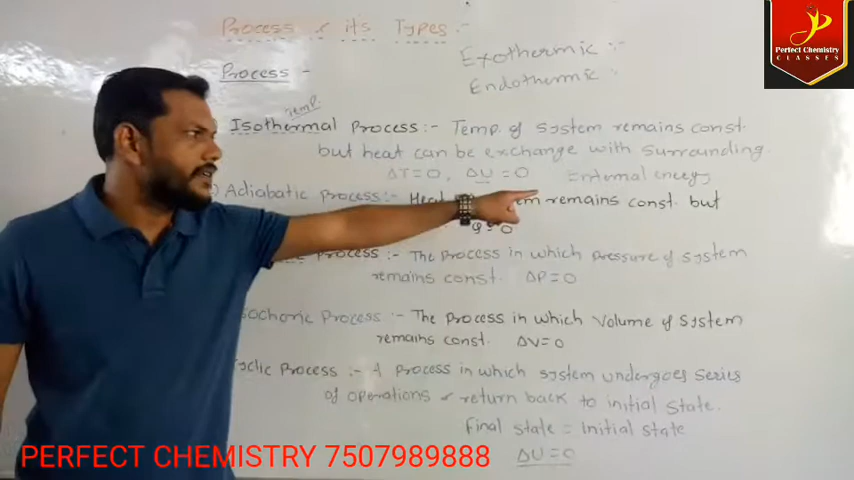 Process & its Types :-
Exothermic :-
Process :-
Endothermic :
Temp.
Isothermal Process :- Temp. of system remains const.
but heat can be exchange with surrounding.
ΔT=0, ΔU=0 Internal energy
Adiabatic Process :- remains const. but
q=0
Process :- The Process in which pressure of system
remains const. ΔP=0
Isochoric Process :- The Process in which Volume of system
remains const. ΔV=0
Cyclic Process :- A Process in which system undergoes series
of operations & return back to initial state.
Final state = Initial state
ΔU=0
Perfect Chemistry
CLASSES
PERFECT CHEMISTRY 7507989888